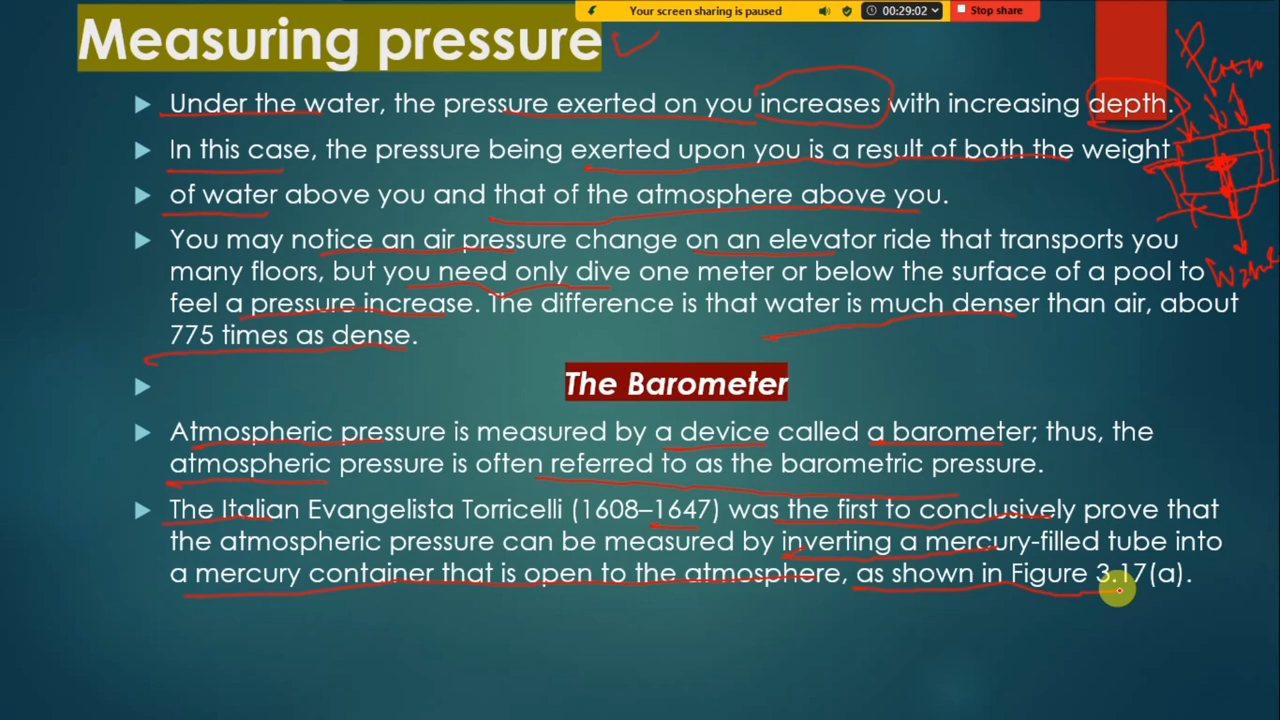 Your screen sharing is paused
00:29:02
Stop share
Measuring pressure
Under the water, the pressure exerted on you increases with increasing depth.
In this case, the pressure being exerted upon you is a result of both the weight
of water above you and that of the atmosphere above you.
You may notice an air pressure change on an elevator ride that transports you
many floors, but you need only dive one meter or below the surface of a pool to
feel a pressure increase. The difference is that water is much denser than air, about
775 times as dense.
The Barometer
Atmospheric pressure is measured by a device called a barometer; thus, the
atmospheric pressure is often referred to as the barometric pressure.
The Italian Evangelista Torricelli (1608–1647) was the first to conclusively prove that
the atmospheric pressure can be measured by inverting a mercury-filled tube into
a mercury container that is open to the atmosphere, as shown in Figure 3.17(a).